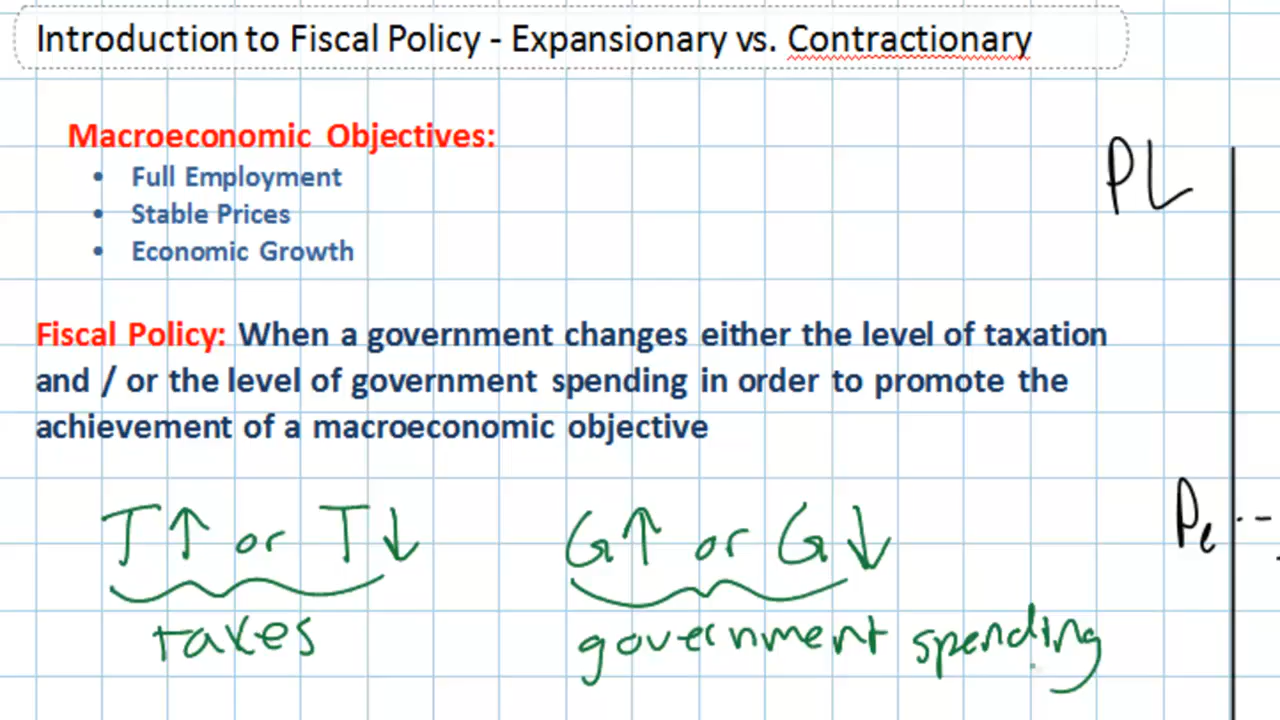 Introduction to Fiscal Policy - Expansionary vs. Contractionary
Macroeconomic Objectives:
• Full Employment
• Stable Prices
• Economic Growth
PL
Fiscal Policy: When a government changes either the level of taxation
and / or the level of government spending in order to promote the
achievement of a macroeconomic objective
T↑ or T↓ G↑ or G↓
Pe
taxes government spending